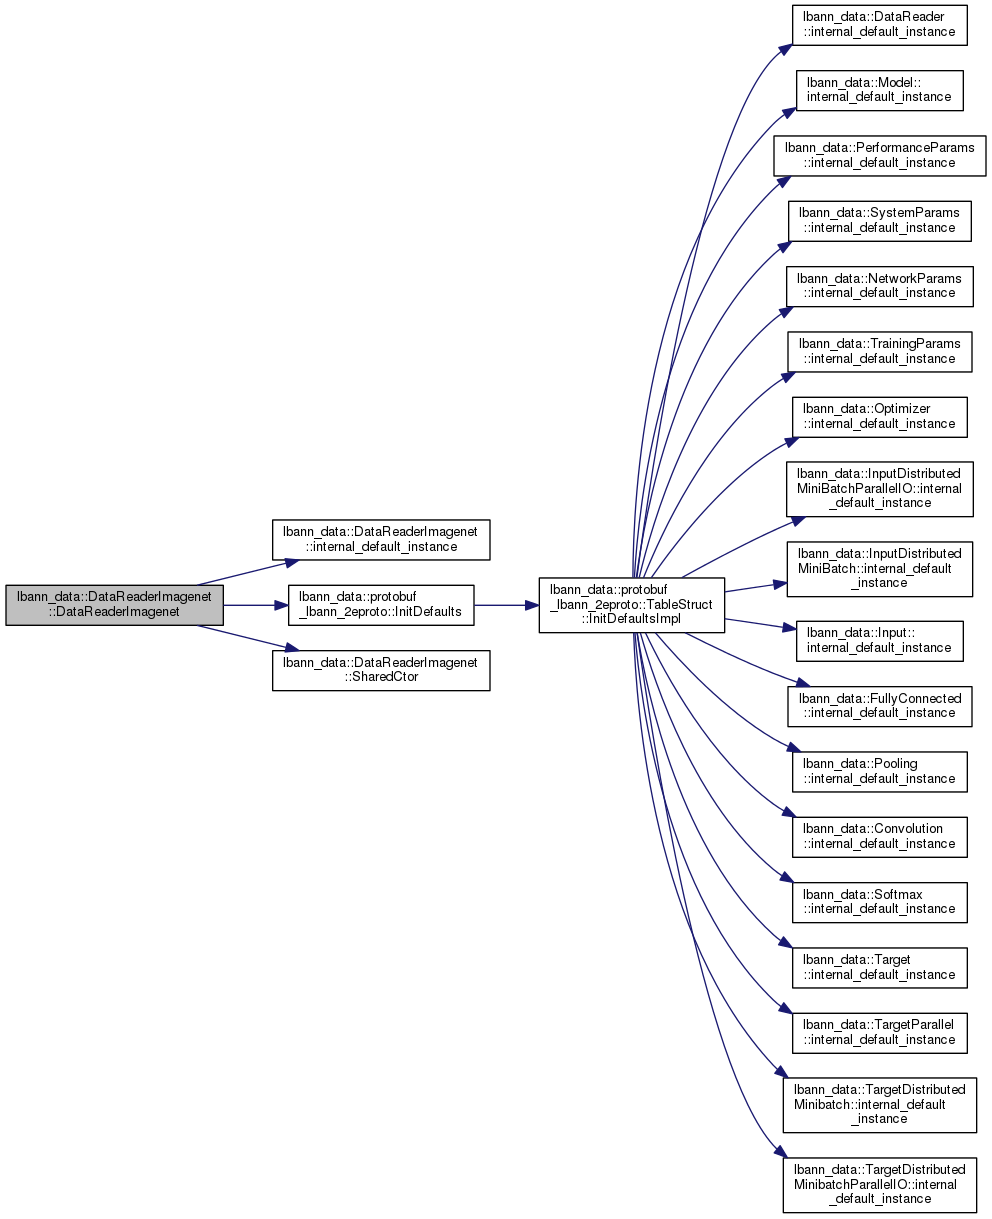 lbann_data::DataReaderImagenet
::DataReaderImagenet
lbann_data::DataReaderImagenet
::internal_default_instance
lbann_data::protobuf
_lbann_2eproto::InitDefaults
lbann_data::DataReaderImagenet
::SharedCtor
lbann_data::protobuf
_lbann_2eproto::TableStruct
::InitDefaultsImpl
lbann_data::DataReader
::internal_default_instance
lbann_data::Model::
internal_default_instance
lbann_data::PerformanceParams
::internal_default_instance
lbann_data::SystemParams
::internal_default_instance
lbann_data::NetworkParams
::internal_default_instance
lbann_data::TrainingParams
::internal_default_instance
lbann_data::Optimizer
::internal_default_instance
lbann_data::InputDistributed
MiniBatchParallelIO::internal
_default_instance
lbann_data::InputDistributed
MiniBatch::internal_default
_instance
lbann_data::Input::
internal_default_instance
lbann_data::FullyConnected
::internal_default_instance
lbann_data::Pooling
::internal_default_instance
lbann_data::Convolution
::internal_default_instance
lbann_data::Softmax
::internal_default_instance
lbann_data::Target
::internal_default_instance
lbann_data::TargetParallel
::internal_default_instance
lbann_data::TargetDistributed
Minibatch::internal_default
_instance
lbann_data::TargetDistributed
MinibatchParallelIO::internal
_default_instance